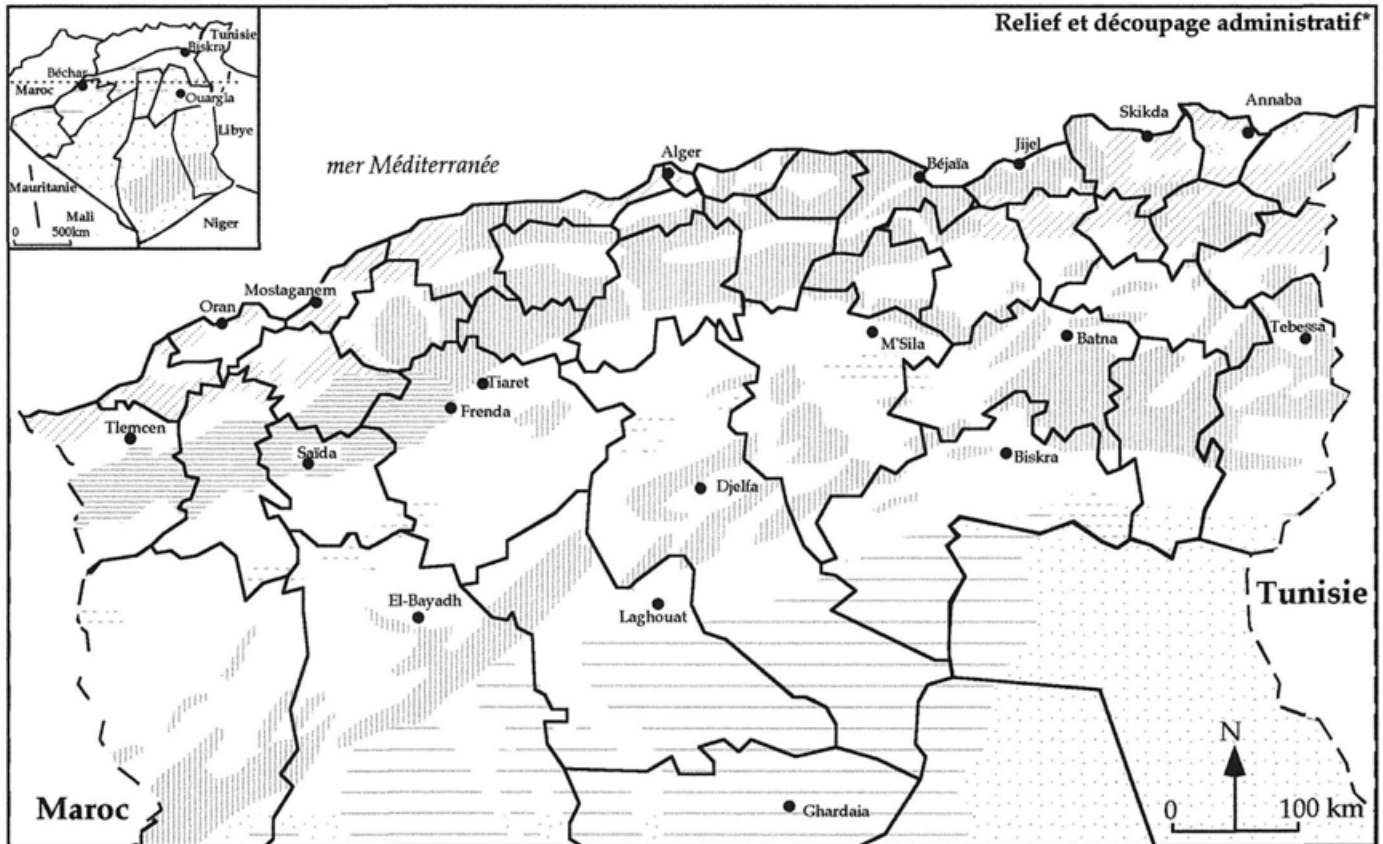 Relief et découpage administratif*
Tunisie
Biskra
Béchar
Maroc
Ouargla
Libye
Mauritanie
Mali
Niger
0 500km
mer Méditerranée
Alger
Béjaïa
Jijel
Skikda
Annaba
Mostaganem
Oran
M'Sila
Batna
Tebessa
Tiaret
Frenda
Tlemcen
Saïda
Biskra
Djelfa
El-Bayadh
Laghouat
Tunisie
Maroc
Ghardaia
N
0 100 km